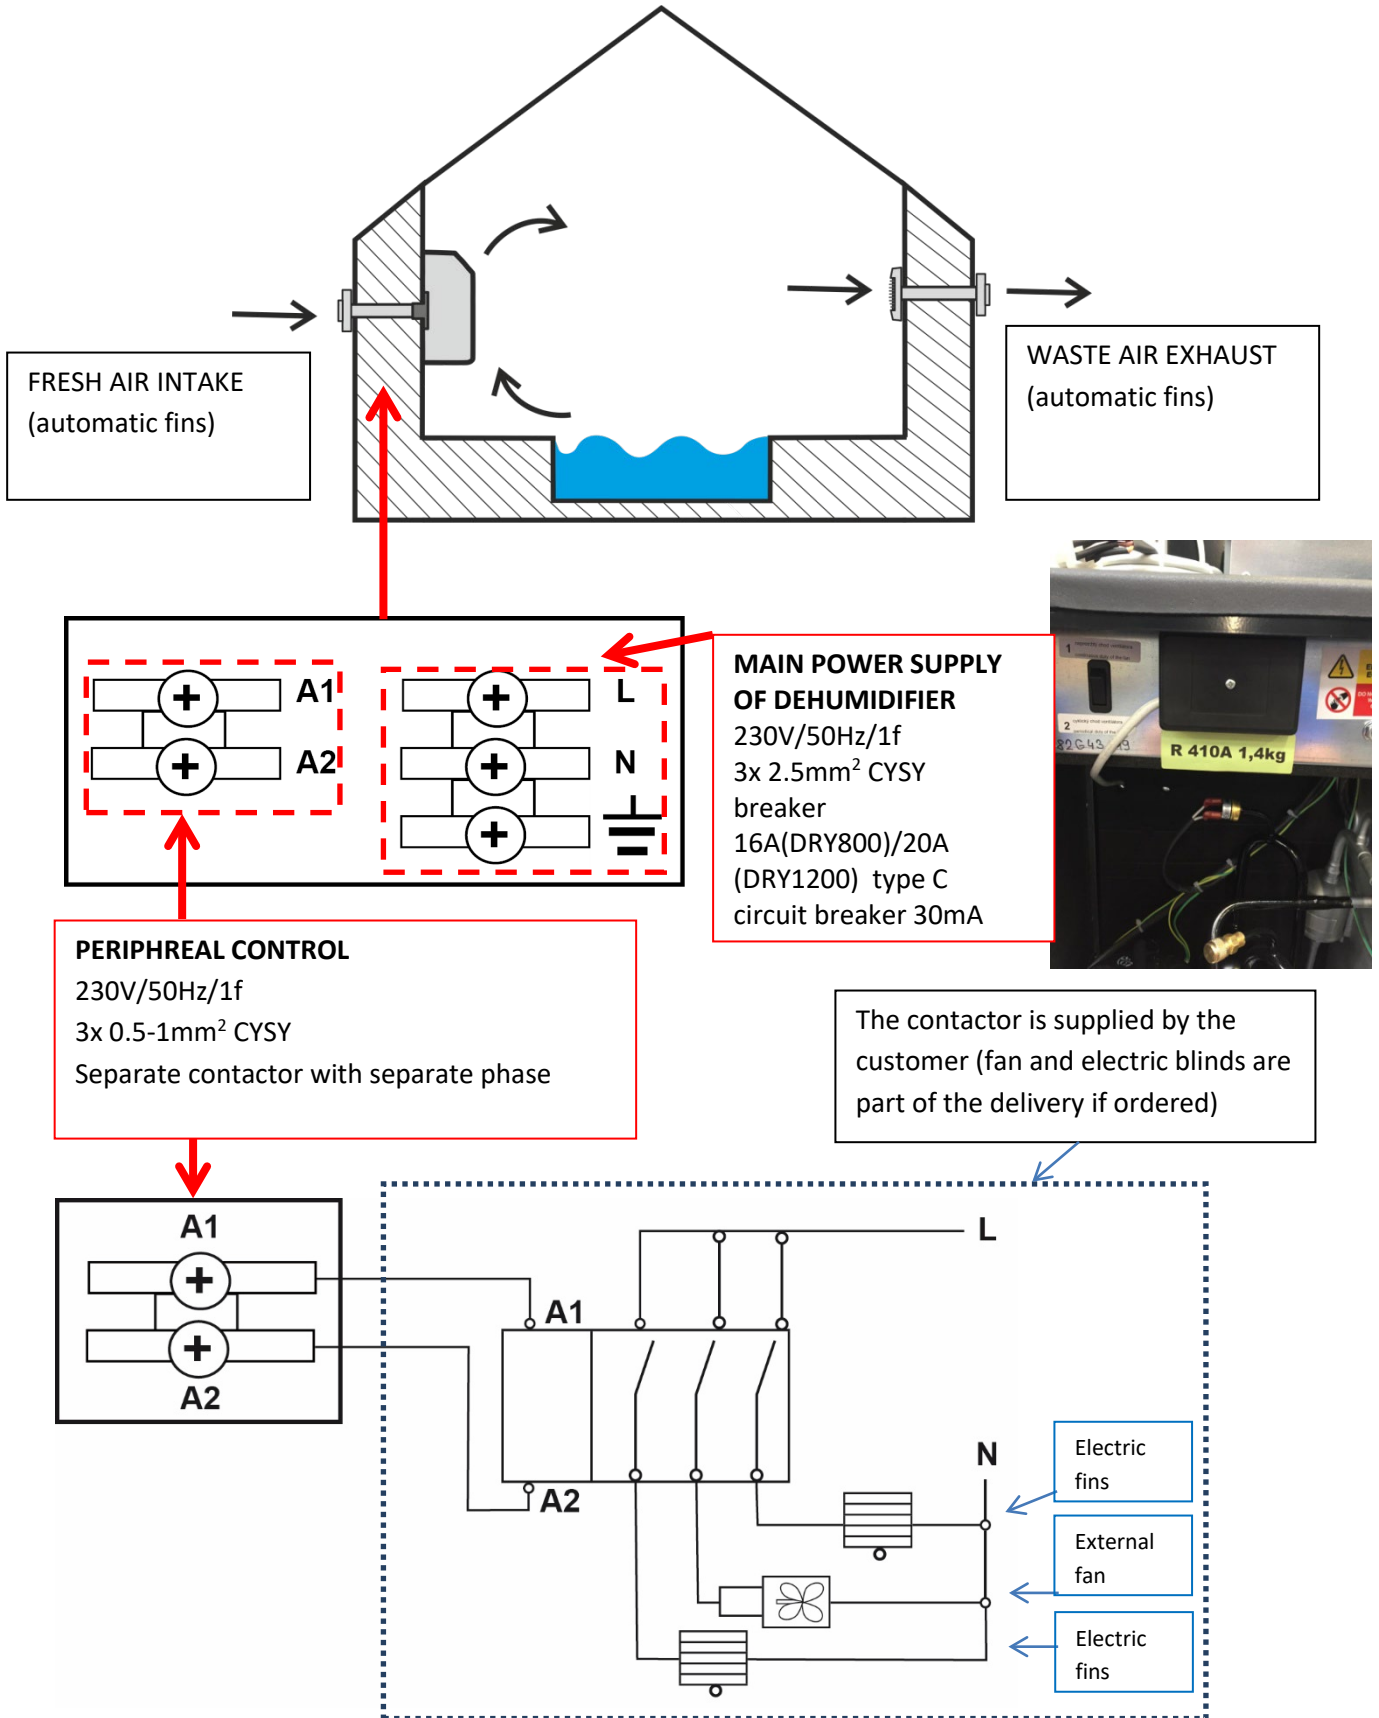 FRESH AIR INTAKE
(automatic fins)
WASTE AIR EXHAUST
(automatic fins)
A1
A2
L
N
MAIN POWER SUPPLY
OF DEHUMIDIFIER
230V/50Hz/1f
3x 2.5mm² CYSY
breaker
16A(DRY800)/20A
(DRY1200) type C
circuit breaker 30mA
1
2
82G43
R 410A 1,4kg
PERIPHREAL CONTROL
230V/50Hz/1f
3x 0.5-1mm² CYSY
Separate contactor with separate phase
The contactor is supplied by the
customer (fan and electric blinds are
part of the delivery if ordered)
A1
A2
L
A1
A2
N
Electric
fins
External
fan
Electric
fins